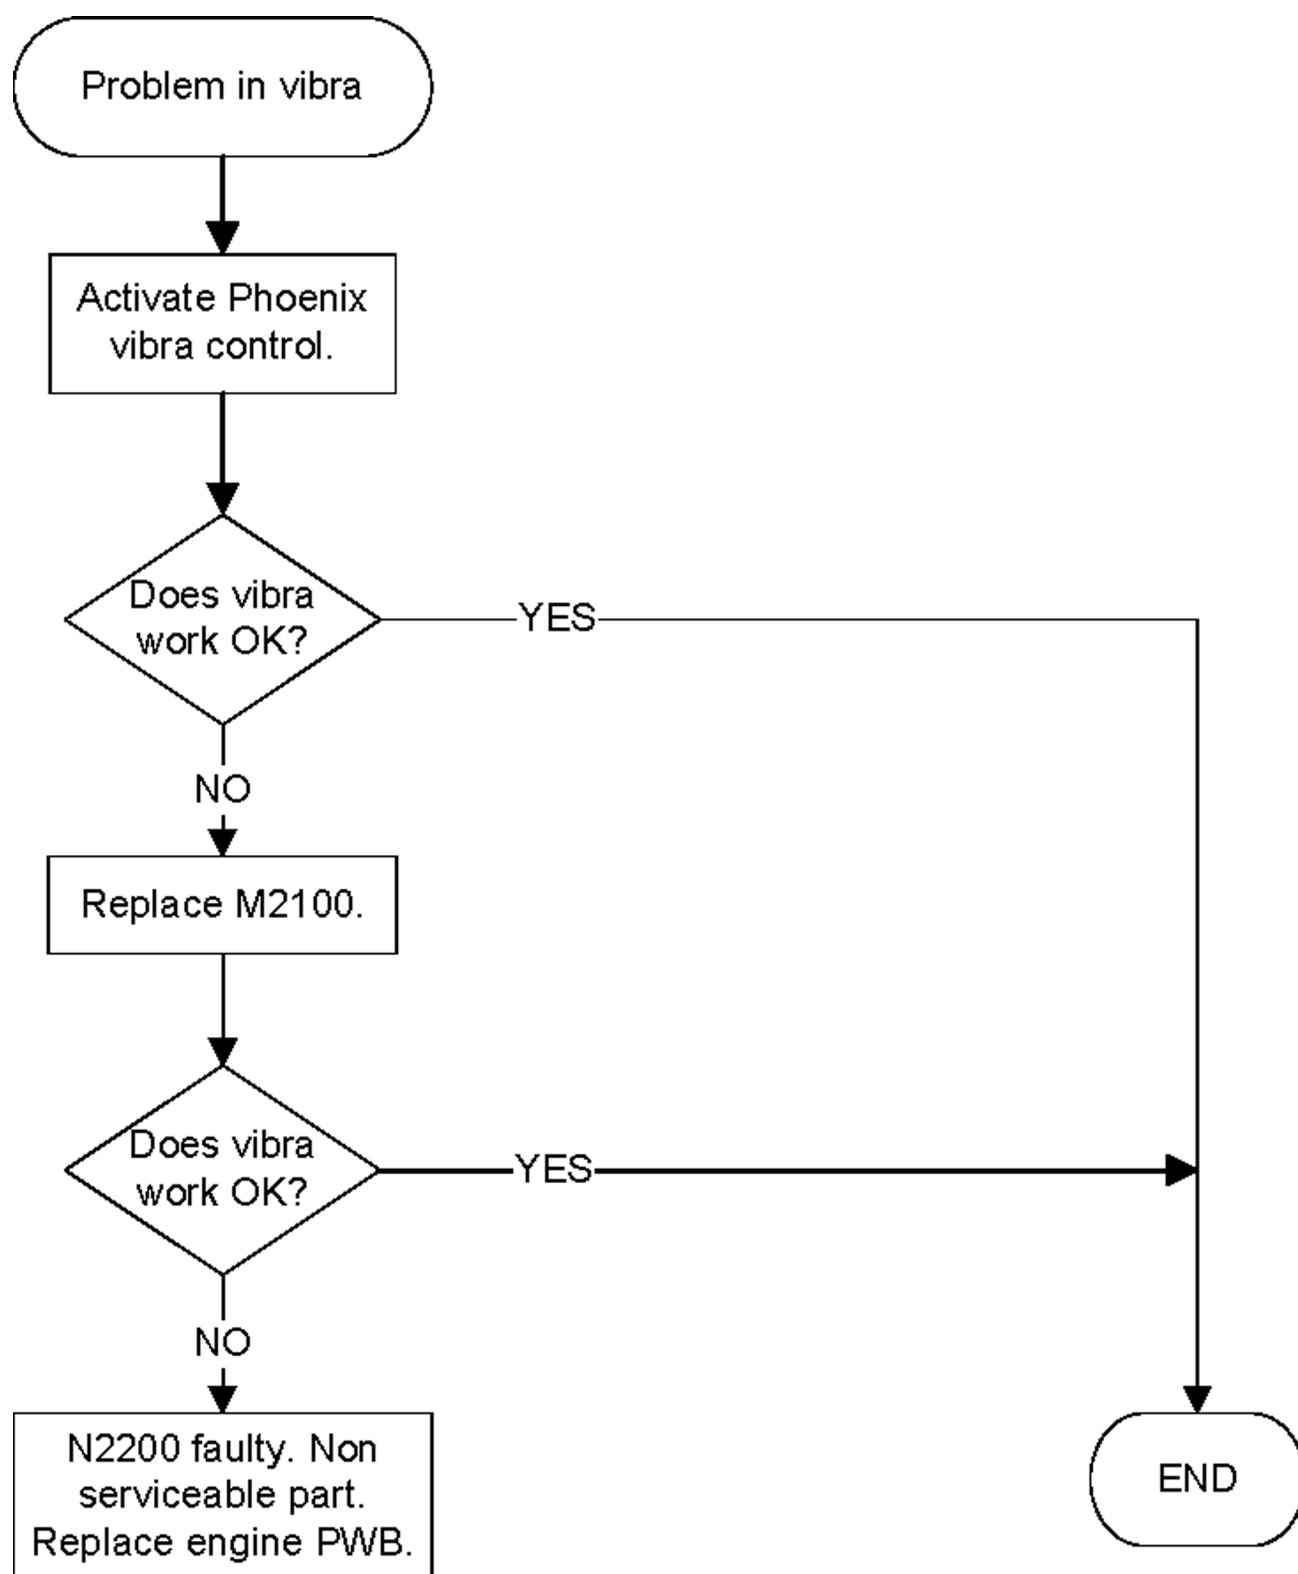 Problem in vibra
Activate Phoenix
vibra control.
Does vibra
work OK?
YES
NO
Replace M2100.
Does vibra
work OK?
YES
NO
N2200 faulty. Non
serviceable part.
Replace engine PWB.
END